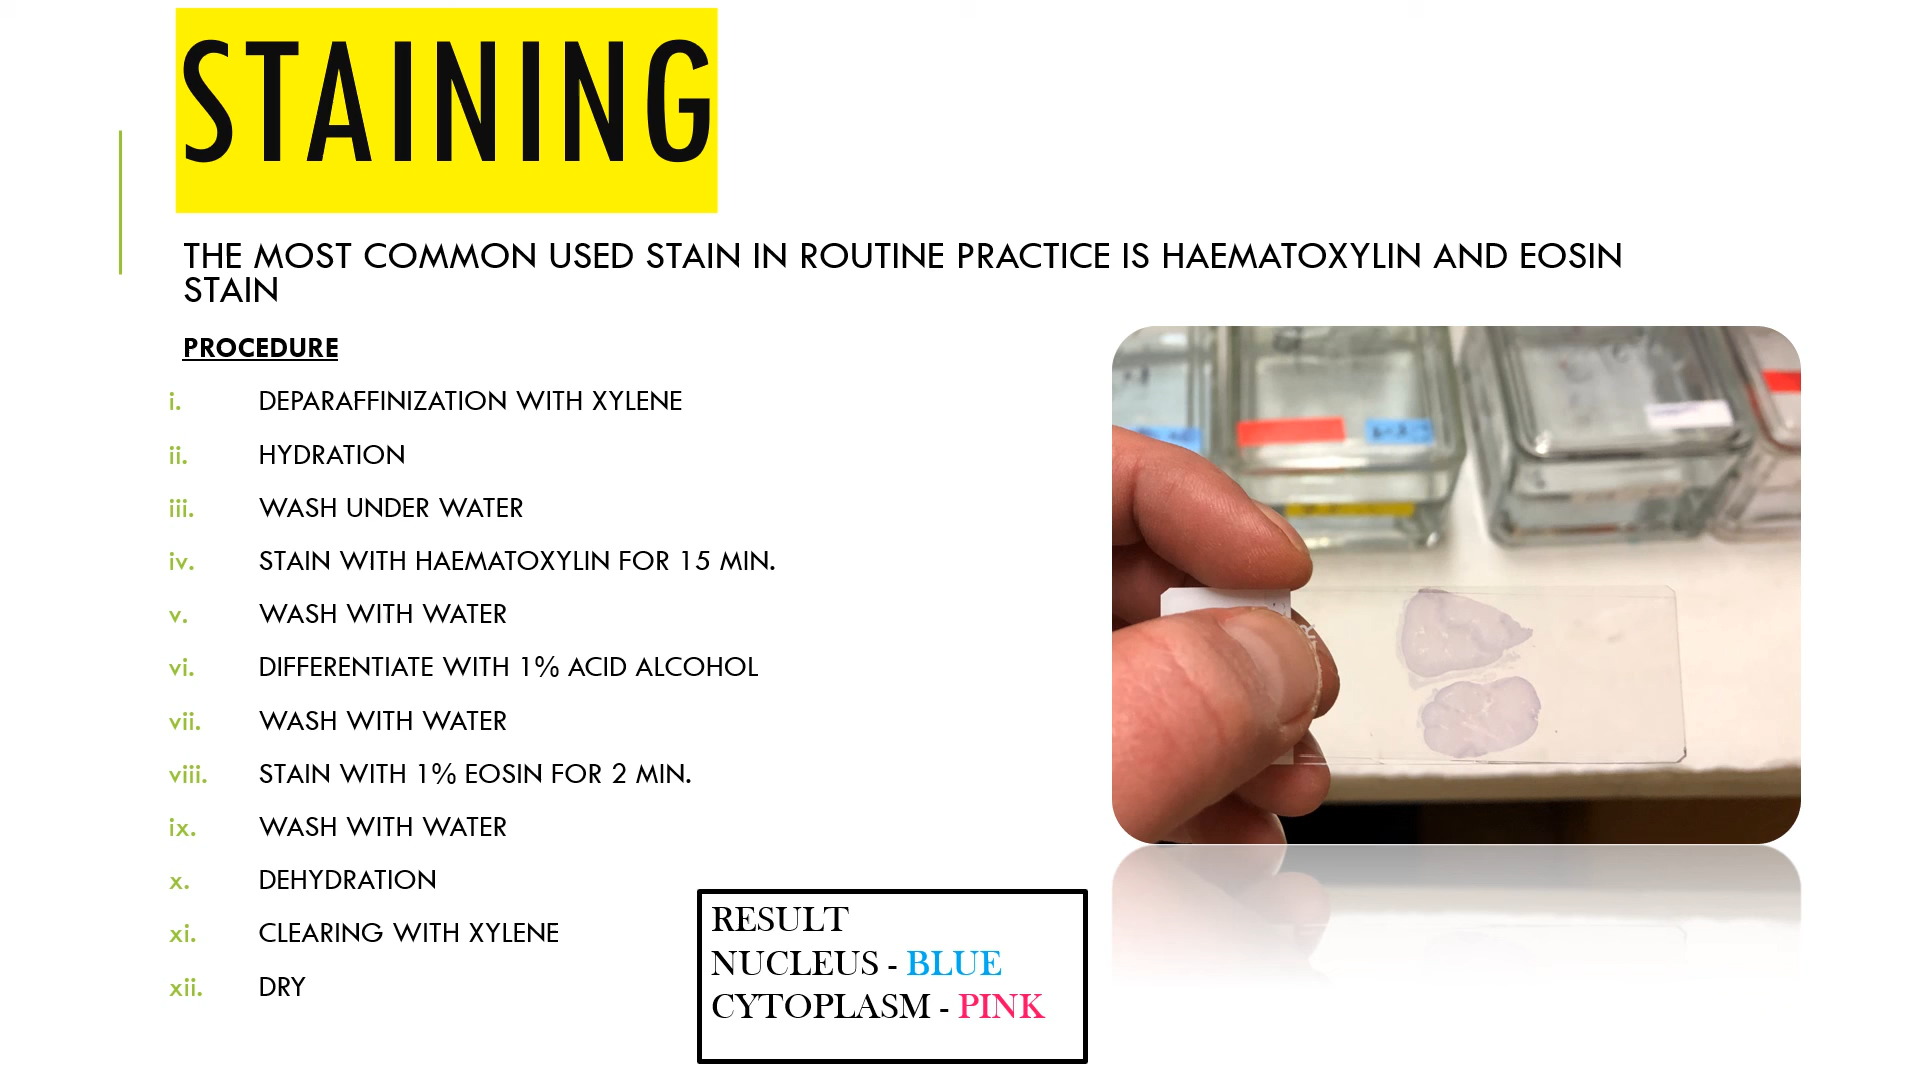 STAINING
THE MOST COMMON USED STAIN IN ROUTINE PRACTICE IS HAEMATOXYLIN AND EOSIN
STAIN
PROCEDURE
i. DEPARAFFINIZATION WITH XYLENE
ii. HYDRATION
iii. WASH UNDER WATER
iv. STAIN WITH HAEMATOXYLIN FOR 15 MIN.
v. WASH WITH WATER
vi. DIFFERENTIATE WITH 1% ACID ALCOHOL
vii. WASH WITH WATER
viii. STAIN WITH 1% EOSIN FOR 2 MIN.
ix. WASH WITH WATER
x. DEHYDRATION
xi. CLEARING WITH XYLENE
xii. DRY
RESULT
NUCLEUS - BLUE
CYTOPLASM - PINK